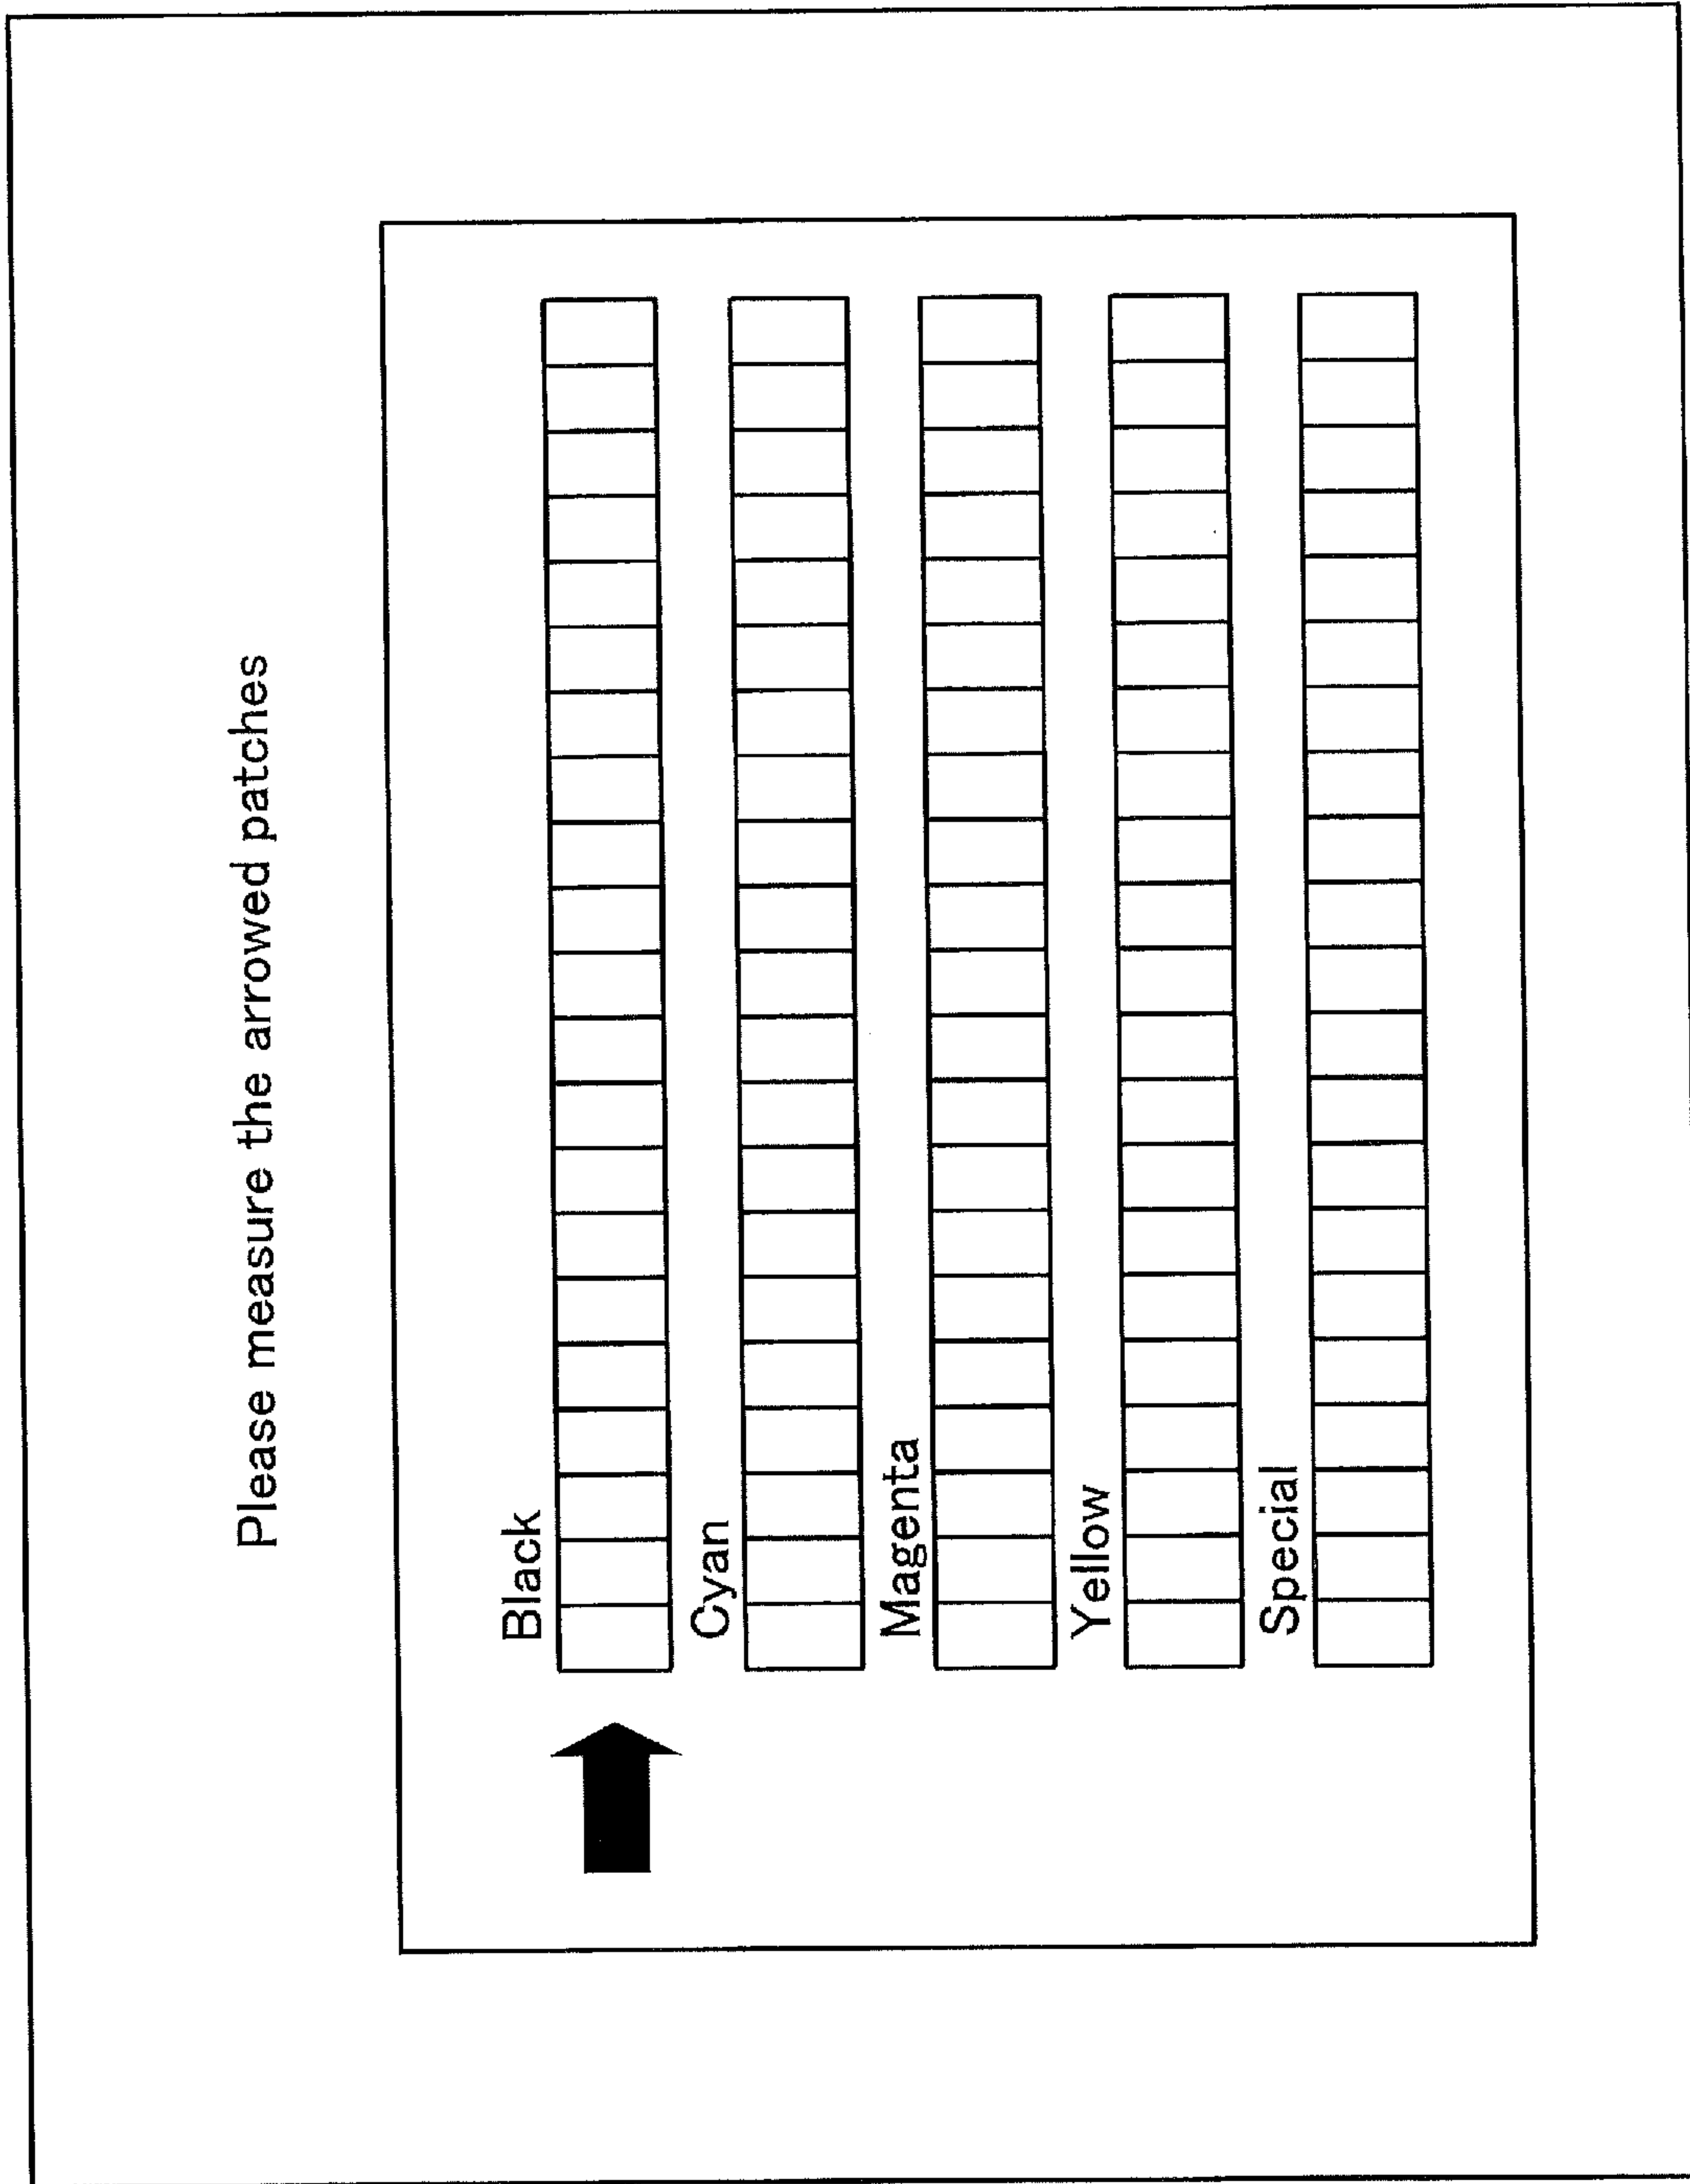 Please measure the arrowed patches
Black
Cyan
Magenta
Yellow
Special